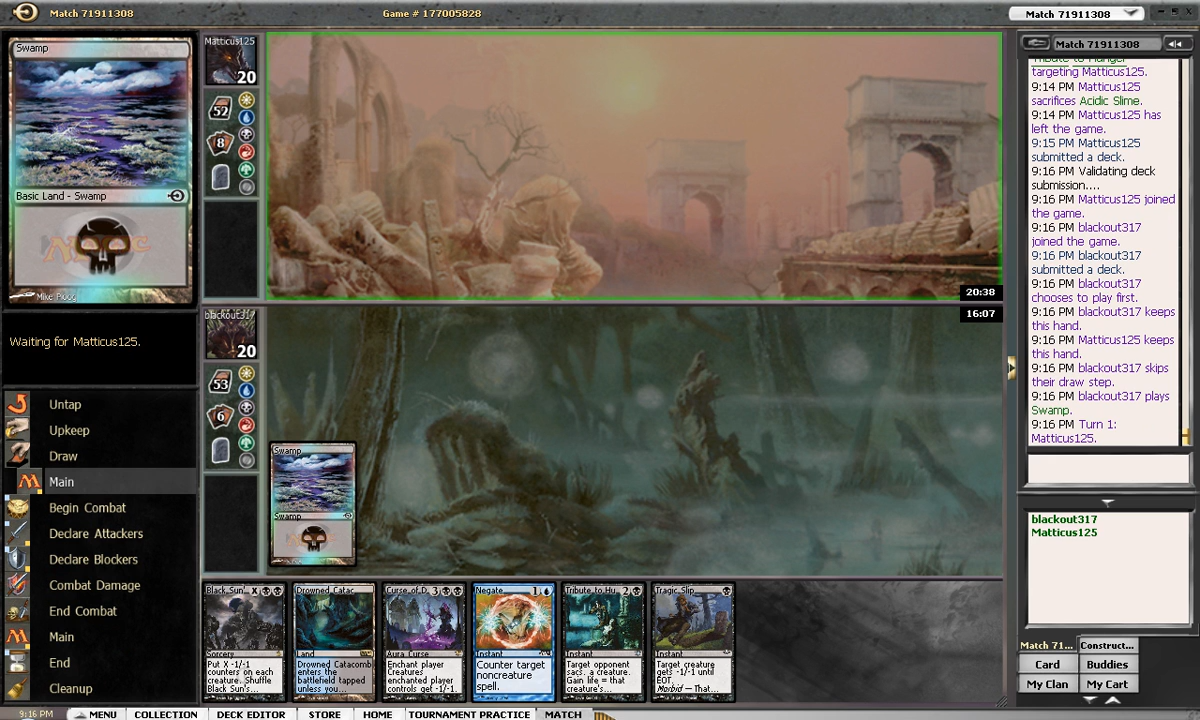 Match 71911308
Game # 177005828
Match 71911308
Swamp
Basic Land - Swamp
Mike Ploog
Waiting for Matticus125.
Untap
Upkeep
Draw
Main
Begin Combat
Declare Attackers
Declare Blockers
Combat Damage
End Combat
Main
End
Cleanup
Matticus125
20
52
8
20:38
blackout317
20
53
6
16:07
Swamp
Swamp
Black Sun' X
Sorcery
Put X -1/-1
counters on each
creature. Shuffle
Black Sun's...
Drowned Catac
Land
Drowned Catacomb
enters the
battlefield tapped
unless you...
Curse of D 3
Aura Curse
Enchant player
Creatures
enchanted player
controls get -1/-1.
Negate 1
Instant
Counter target
noncreature
spell.
Tribute to Hu 2
Instant
Target opponent
sacs. a creature.
Gain life = that
creature's...
Tragic Slip
Instant
Target creature
gets -1/-1 until
EOT.
Morbid — That...
Match 71911308
Tribute to Hunger
targeting Matticus125.
9:14 PM Matticus125
sacrifices Acidic Slime.
9:14 PM Matticus125 has
left the game.
9:15 PM Matticus125
submitted a deck.
9:16 PM Validating deck
submission....
9:16 PM Matticus125 joined
the game.
9:16 PM blackout317
joined the game.
9:16 PM blackout317
submitted a deck.
9:16 PM blackout317
chooses to play first.
9:16 PM blackout317 keeps
this hand.
9:16 PM Matticus125 keeps
this hand.
9:16 PM blackout317 skips
their draw step.
9:16 PM blackout317 plays
Swamp.
9:16 PM Turn 1:
Matticus125.
blackout317
Matticus125
Match 71... Construct...
Card Buddies
My Clan My Cart
9:16 PM MENU COLLECTION DECK EDITOR STORE HOME TOURNAMENT PRACTICE MATCH